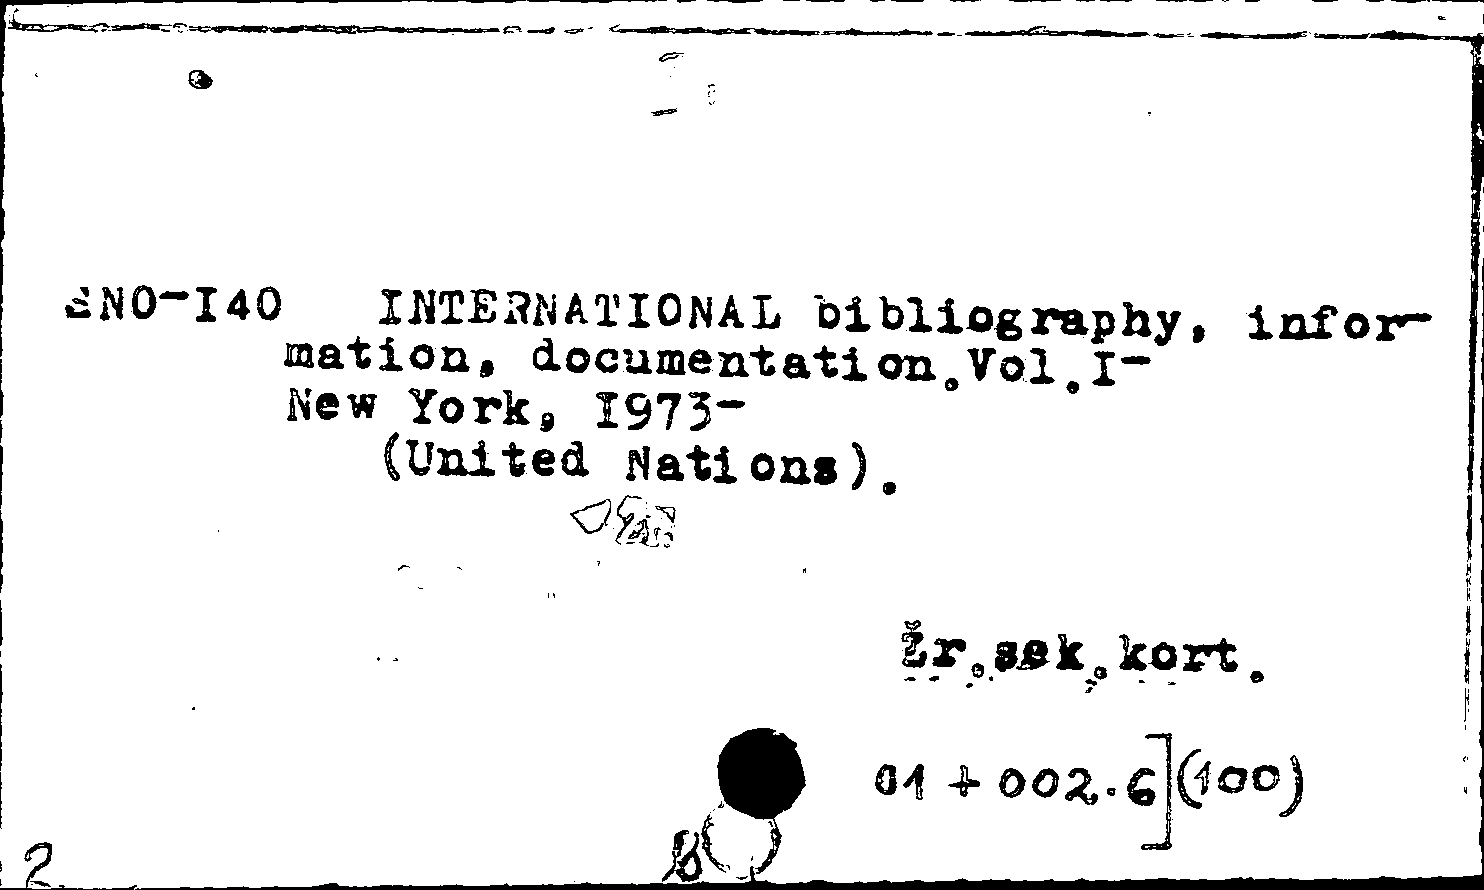 ENO-I40 INTERNATIONAL bibliography, infor-
mation, documentation.Vol.I-
New York, I973-
(United Nations).
Žr.sek.kort.
01 + 002.6](100)
2